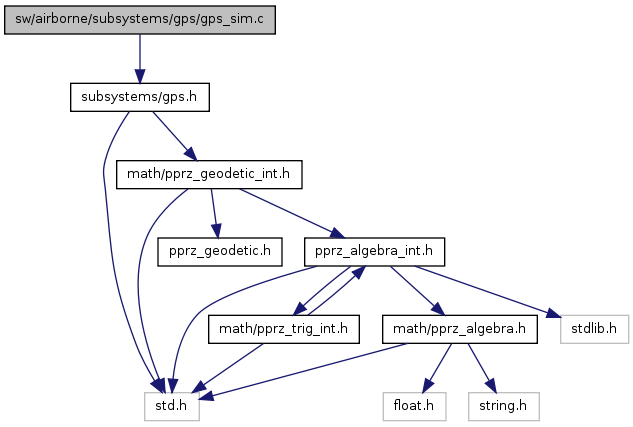 sw/airborne/subsystems/gps/gps_sim.c
subsystems/gps.h
math/pprz_geodetic_int.h
pprz_geodetic.h
pprz_algebra_int.h
math/pprz_trig_int.h
math/pprz_algebra.h
stdlib.h
std.h
float.h
string.h